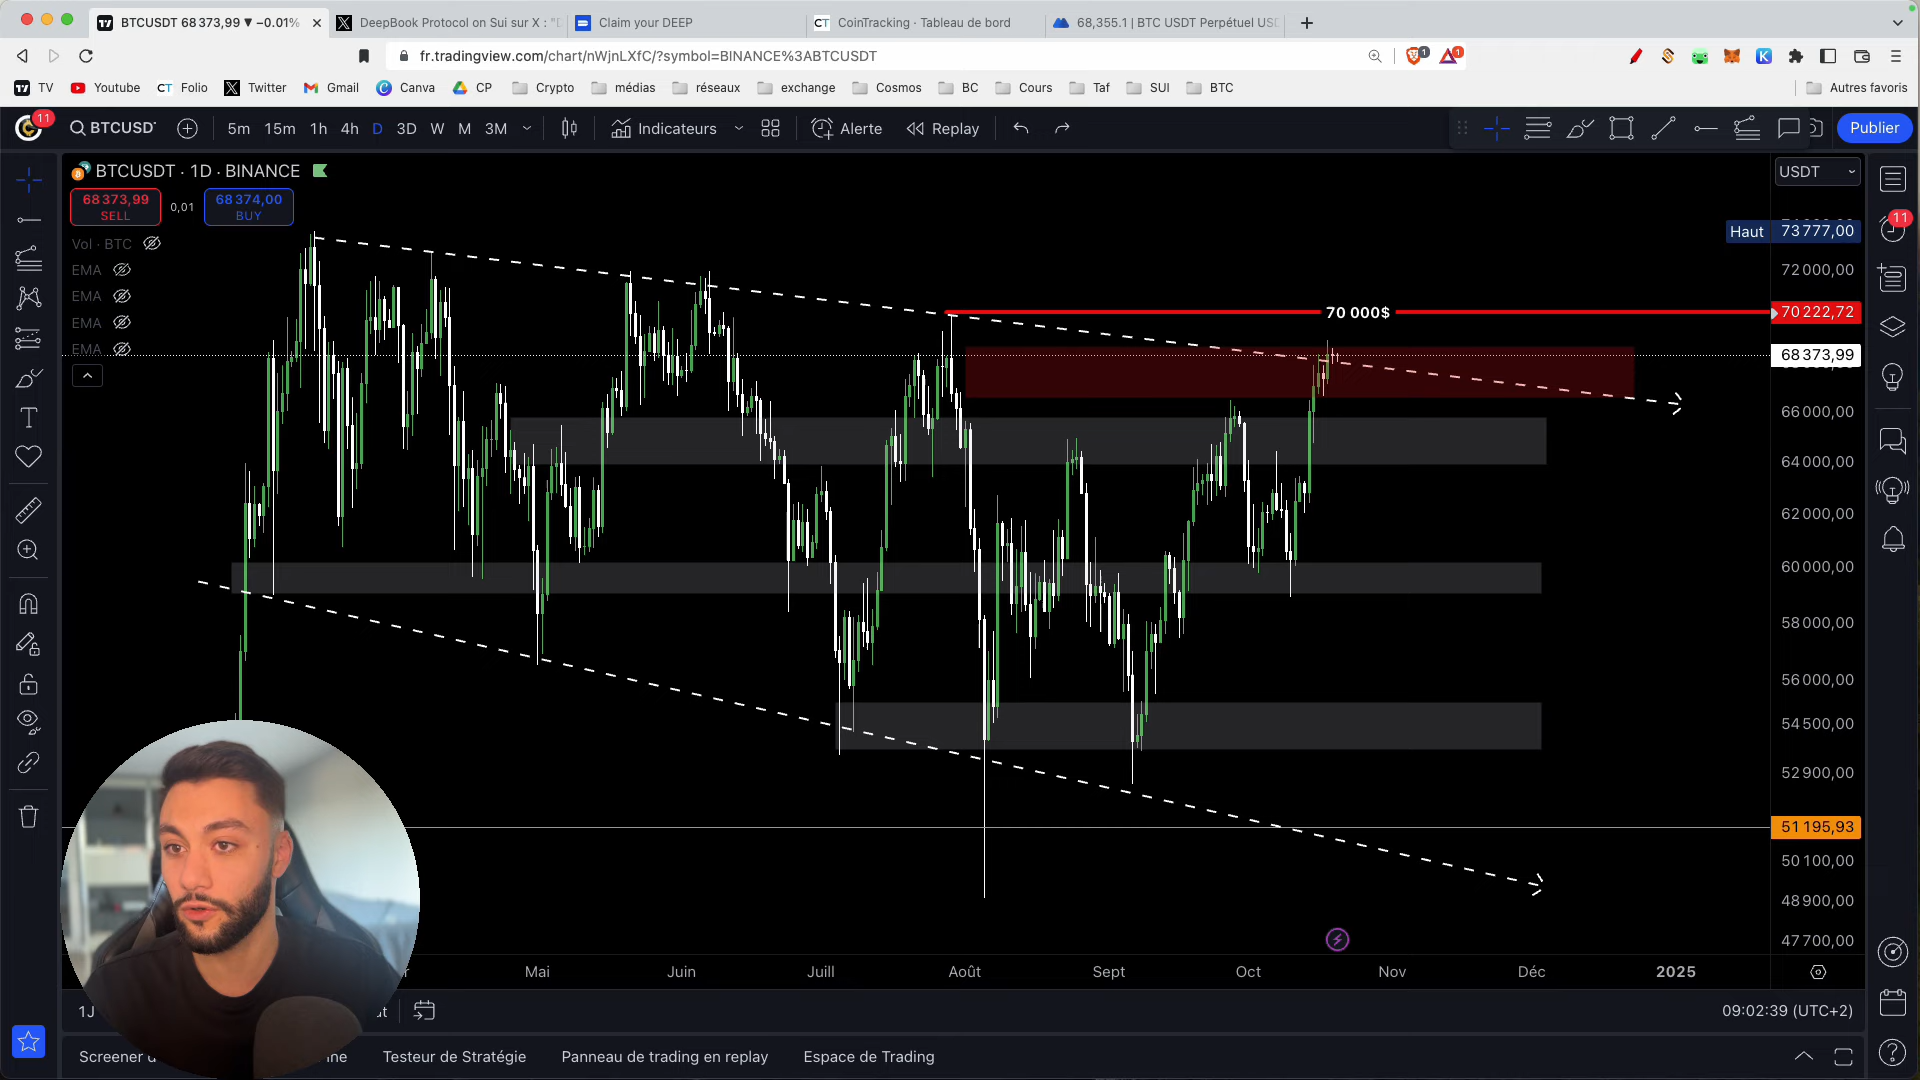 BTCUSDT 68 373,99 ▼ −0.01%
DeepBook Protocol on Sui sur X : "D
Claim your DEEP
CT CoinTracking · Tableau de bord
68,355.1 | BTC USDT Perpétuel USD
fr.tradingview.com/chart/nWjnLXfC/?symbol=BINANCE%3ABTCUSDT
1
1
TV
Youtube
CT Folio
Twitter
Gmail
Canva
CP
Crypto
médias
réseaux
exchange
Cosmos
BC
Cours
Taf
SUI
BTC
Autres favoris
11
BTCUSD
5m 15m 1h 4h D 3D W M 3M
Indicateurs
Alerte
Replay
Publier
BTCUSDT · 1D · BINANCE
USDT
68 373,99
SELL
0,01
68 374,00
BUY
Vol · BTC
EMA
EMA
EMA
EMA
11
Haut 73 777,00
72 000,00
70 000$
70 222,72
68 373,99
66 000,00
64 000,00
62 000,00
60 000,00
58 000,00
56 000,00
54 500,00
52 900,00
51 195,93
50 100,00
48 900,00
47 700,00
Mai Juin Juill Août Sept Oct Nov Déc 2025
1J
09:02:39 (UTC+2)
Testeur de Stratégie
Panneau de trading en replay
Espace de Trading